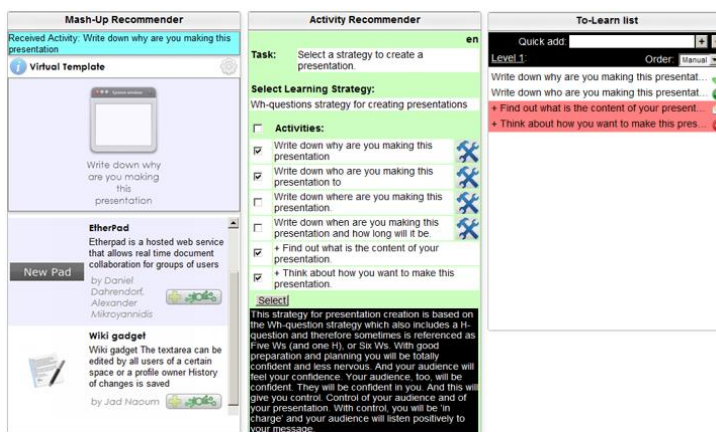 Mash-Up Recommender
Received Activity: Write down why are you making this
presentation
Virtual Template
Write down why
are you making
this
presentation
EtherPad
Etherpad is a hosted web service
that allows real time document
collaboration for groups of users
New Pad
by Daniel
Dahrendorf,
Alexander
Mikroyannidis
Wiki gadget
Wiki gadget The textarea can be
edited by all users of a certain
space or a profile owner History
of changes is saved
by Jad Naoum
Activity Recommender
en
Task: Select a strategy to create a
presentation.
Select Learning Strategy:
Wh-questions strategy for creating presentations
Activities:
Write down why are you making this
presentation
Write down who are you making this
presentation to
Write down where are you making this
presentation.
Write down when are you making this
presentation and how long will it be.
+ Find out what is the content of your
presentation.
+ Think about how you want to make this
presentation.
Select
This strategy for presentation creation is based
on the Wh-question strategy which also includes a H-
question and therefore sometimes is referenced as
Five Ws (and one H), or Six Ws. With good
preparation and planning you will be totally
confident and less nervous. And your audience will
feel your confidence. Your audience, too, will be
confident. They will be confident in you. And this will
give you control. Control of your audience and of
your presentation. With control, you will be 'in
charge' and your audience will listen positively to
your message.
To-Learn list
Quick add: +
Level 1: Order: Manual
Write down why are you making this presentat...
Write down who are you making this presentat...
+ Find out what is the content of your present...
+ Think about how you want to make this pres...